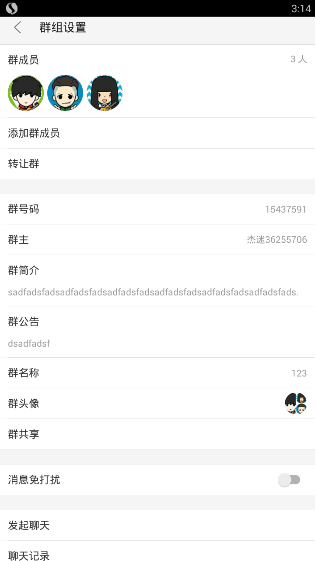 3:14
群组设置
群成员 3 人
添加群成员
转让群
群号码 15437591
群主 杰迷36255706
群简介
sadfadsfadsadfadsfadsadfadsfadsadfadsfadsadfadsfadsadfadsfads.
群公告
dsadfadsf
群名称 123
群头像
群共享
消息免打扰
发起聊天
聊天记录